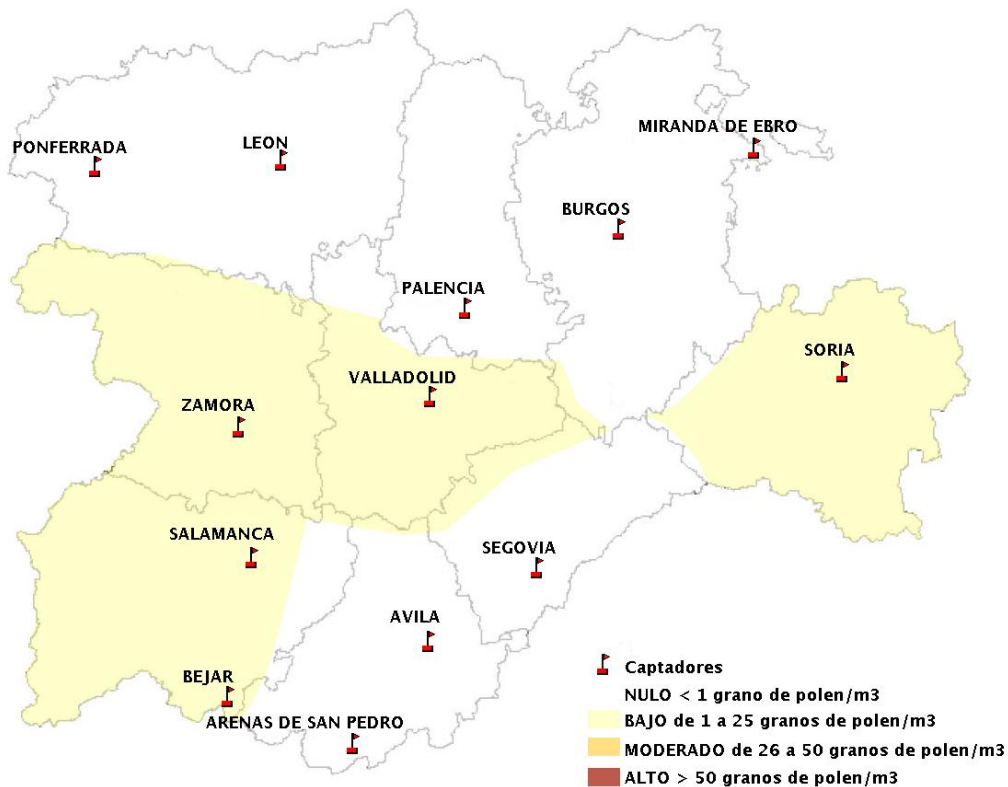 MIRANDA DE EBRO
PONFERRADA
LEON
BURGOS
PALENCIA
SORIA
VALLADOLID
ZAMORA
SALAMANCA
SEGOVIA
AVILA
BEJAR
ARENAS DE SAN PEDRO
Captadores
NULO < 1 grano de polen/m3
BAJO de 1 a 25 granos de polen/m3
MODERADO de 26 a 50 granos de polen/m3
ALTO > 50 granos de polen/m3